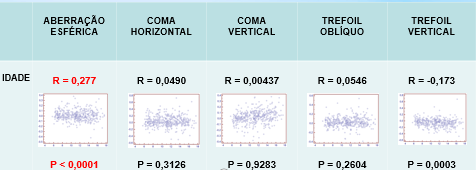 ABERRAÇÃO ESFÉRICA
COMA HORIZONTAL
COMA VERTICAL
TREFOIL OBLÍQUO
TREFOIL VERTICAL
IDADE
R = 0,277
R = 0,0490
R = 0,00437
R = 0,0546
R = -0,173
P < 0,0001
P = 0,3126
P = 0,9283
P = 0,2604
P = 0,0003